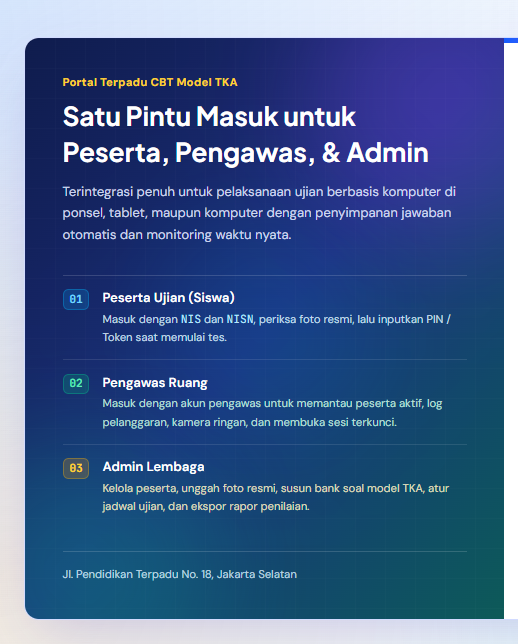 Portal Terpadu CBT Model TKA
Satu Pintu Masuk untuk
Peserta, Pengawas, & Admin
Terintegrasi penuh untuk pelaksanaan ujian berbasis komputer di
ponsel, tablet, maupun komputer dengan penyimpanan jawaban
otomatis dan monitoring waktu nyata.
01 Peserta Ujian (Siswa)
Masuk dengan NIS dan NISN, periksa foto resmi, lalu inputkan PIN /
Token saat memulai tes.
02 Pengawas Ruang
Masuk dengan akun pengawas untuk memantau peserta aktif, log
pelanggaran, kamera ringan, dan membuka sesi terkunci.
03 Admin Lembaga
Kelola peserta, unggah foto resmi, susun bank soal model TKA, atur
jadwal ujian, dan ekspor rapor penilaian.
Jl. Pendidikan Terpadu No. 18, Jakarta Selatan